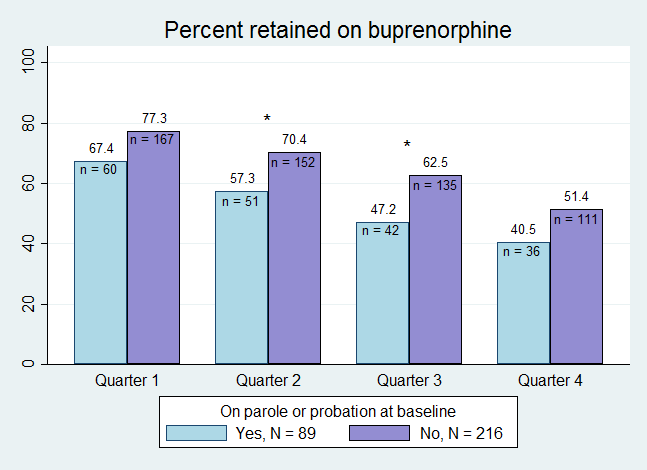 Percent retained on buprenorphine
100
80
60
40
20
0
67.4
n = 60
77.3
n = 167
*
57.3
n = 51
70.4
n = 152
*
47.2
n = 42
62.5
n = 135
40.5
n = 36
51.4
n = 111
Quarter 1
Quarter 2
Quarter 3
Quarter 4
On parole or probation at baseline
Yes, N = 89
No, N = 216